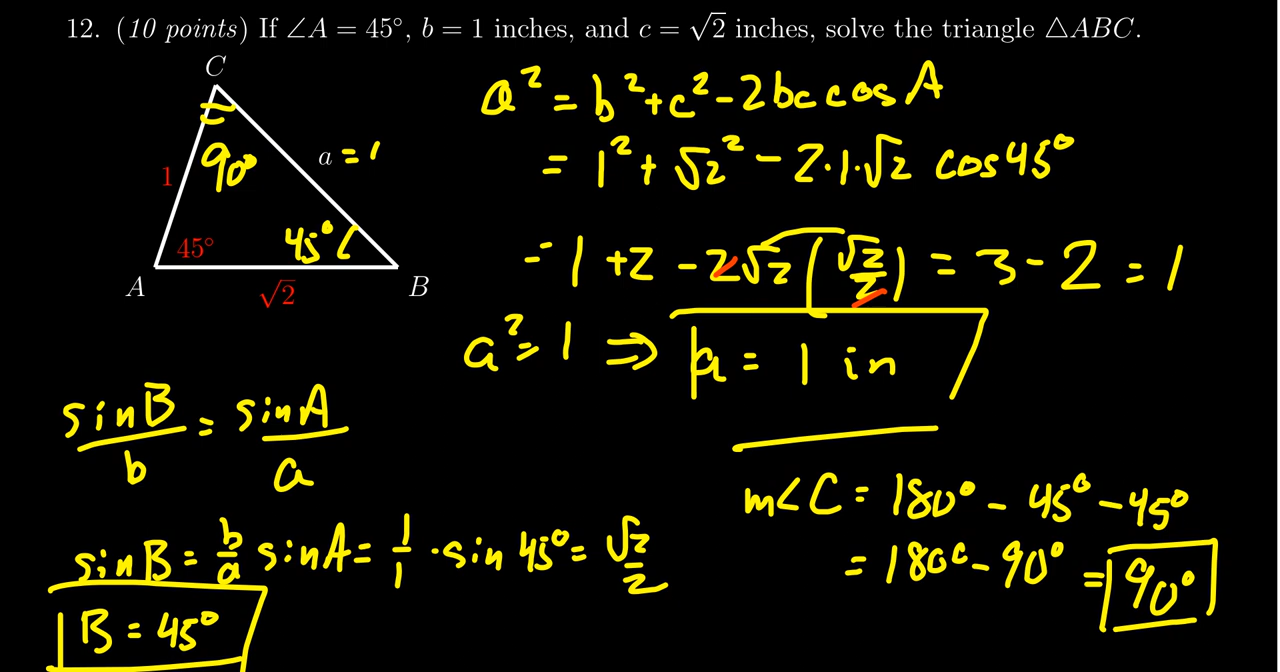 12. (10 points) If ∠A = 45°, b = 1 inches, and c = √2 inches, solve the triangle △ABC.
C
90°
a = 1
1
45°
45°
A
√2
B
a² = b² + c² - 2bc cos A
= 1² + √2² - 2·1·√2 cos 45°
= 1 + 2 - 2√2 (√2/2) = 3 - 2 = 1
a² = 1 ⇒ a = 1 in
sin B/b = sin A/a
sin B = b/a sin A = 1/1 · sin 45° = √2/2
B = 45°
m∠C = 180° - 45° - 45°
= 180° - 90° = 90°